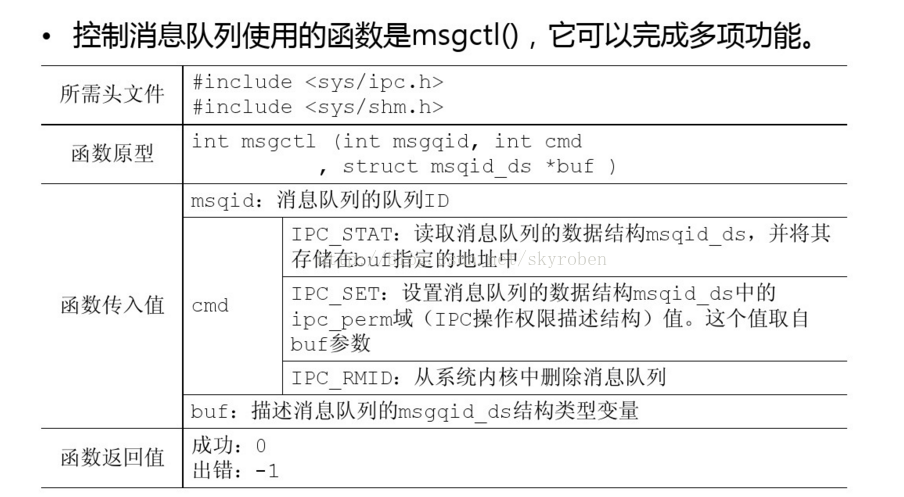 • 控制消息队列使用的函数是msgctl()，它可以完成多项功能。
所需头文件
#include <sys/ipc.h>
#include <sys/shm.h>
函数原型
int msgctl (int msgqid, int cmd
, struct msqid_ds *buf )
函数传入值
msqid：消息队列的队列ID
cmd
IPC_STAT：读取消息队列的数据结构msqid_ds，并将其
存储在buf指定的地址中
IPC_SET：设置消息队列的数据结构msqid_ds中的
ipc_perm域（IPC操作权限描述结构）值。这个值取自
buf参数
IPC_RMID：从系统内核中删除消息队列
buf：描述消息队列的msgqid_ds结构类型变量
函数返回值
成功：0
出错：-1
/skyroben